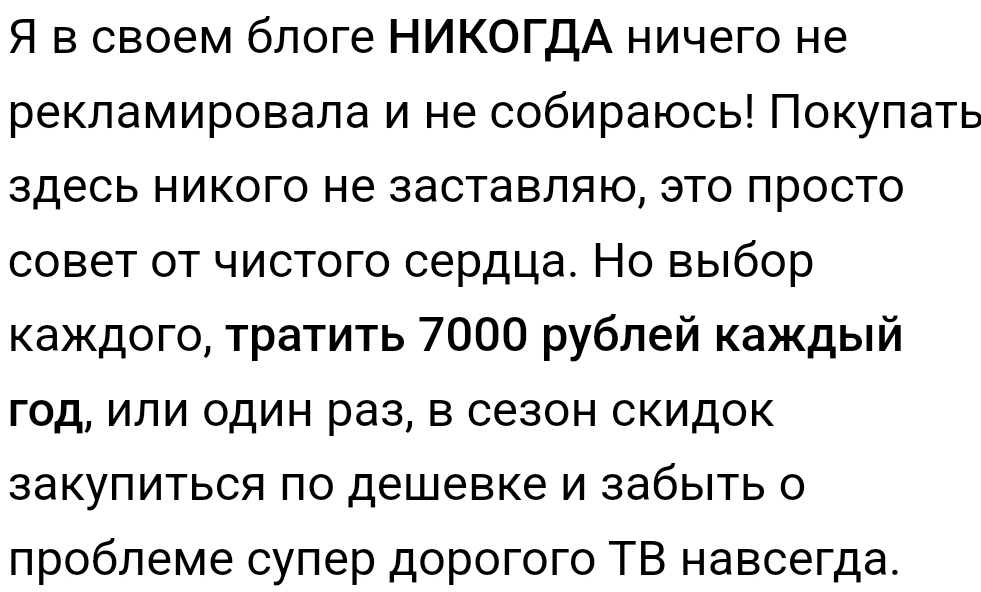 Я в своем блоге НИКОГДА ничего не
рекламировала и не собираюсь! Покупать
здесь никого не заставляю, это просто
совет от чистого сердца. Но выбор
каждого, тратить 7000 рублей каждый
год, или один раз, в сезон скидок
закупиться по дешевке и забыть о
проблеме супер дорогого ТВ навсегда.